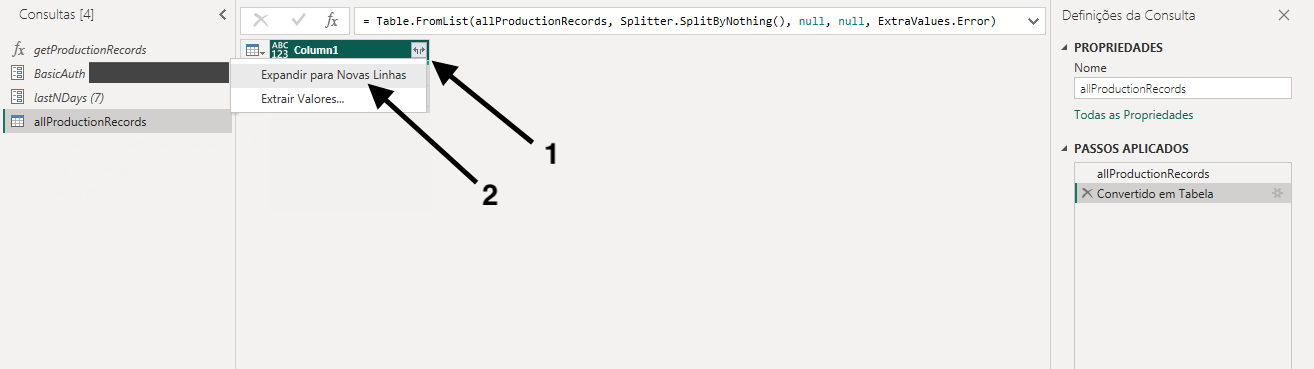 Consultas [4]
fx getProductionRecords
BasicAuth
lastNDays (7)
allProductionRecords
fx = Table.FromList(allProductionRecords, Splitter.SplitByNothing(), null, null, ExtraValues.Error)
ABC 123 Column1
Expandir para Novas Linhas
Extrair Valores...
1
2
Definições da Consulta
PROPRIEDADES
Nome
allProductionRecords
Todas as Propriedades
PASSOS APLICADOS
allProductionRecords
Convertido em Tabela